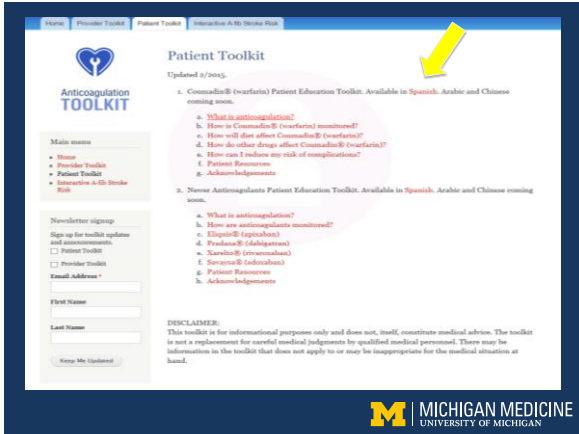 Home Provider Toolkit Patient Toolkit Interactive A-fib Stroke Risk
Anticoagulation
TOOLKIT
Main menu
Home
Provider Toolkit
Patient Toolkit
Interactive A-fib Stroke
Risk
Newsletter signup
Sign up for toolkit updates
and announcements.
Patient Toolkit
Provider Toolkit
Email Address *
First Name
Last Name
Keep Me Updated
Patient Toolkit
Updated 2/2015.
1. Coumadin® (warfarin) Patient Education Toolkit. Available in Spanish. Arabic and Chinese
coming soon.
a. What is anticoagulation?
b. How is Coumadin® (warfarin) monitored?
c. How will diet affect Coumadin® (warfarin)?
d. How do other drugs affect Coumadin® (warfarin)?
e. How can I reduce my risk of complications?
f. Patient Resources
g. Acknowledgements
2. Newer Anticoagulants Patient Education Toolkit. Available in Spanish. Arabic and Chinese coming
soon.
a. What is anticoagulation?
b. How are anticoagulants monitored?
c. Eliquis® (apixaban)
d. Pradaxa® (dabigatran)
e. Xarelto® (rivaroxaban)
f. Savaysa® (edoxaban)
g. Patient Resources
h. Acknowledgements
DISCLAIMER:
This toolkit is for informational purposes only and does not, itself, constitute medical advice. The toolkit
is not a replacement for careful medical judgments by qualified medical personnel. There may be
information in the toolkit that does not apply to or may be inappropriate for the medical situation at
hand.
M MICHIGAN MEDICINE
UNIVERSITY OF MICHIGAN